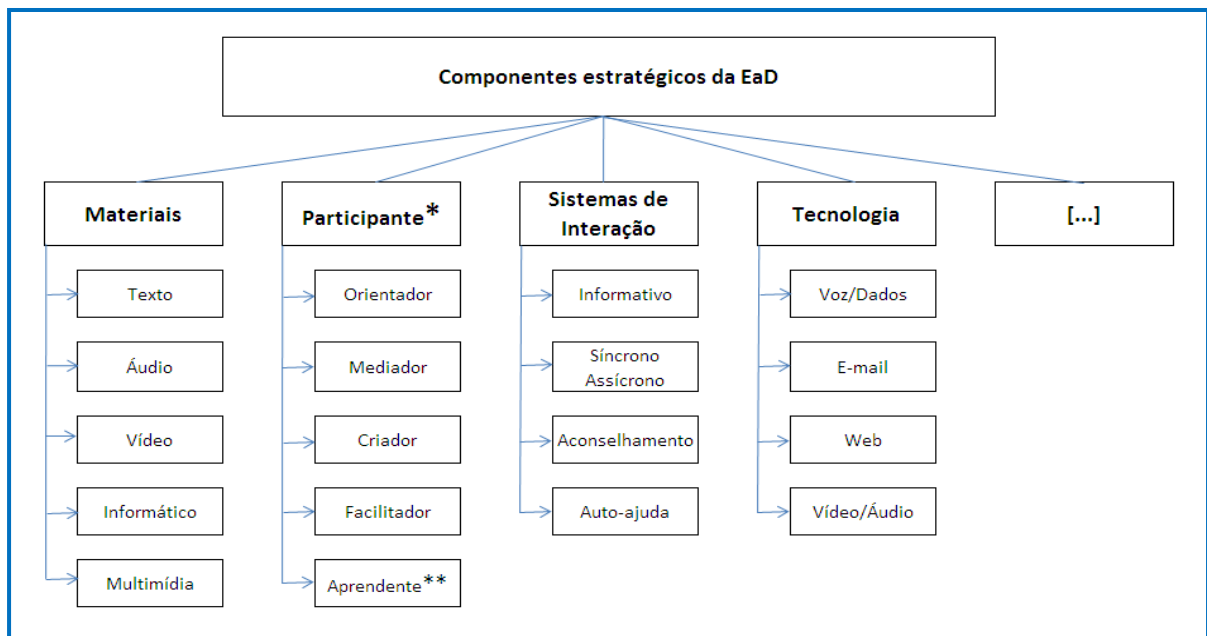 Componentes estratégicos da EaD
Materiais
Texto
Áudio
Vídeo
Informático
Multimídia
Participante*
Orientador
Mediador
Criador
Facilitador
Aprendente**
Sistemas de
Interação
Informativo
Síncrono
Assícrono
Aconselhamento
Auto-ajuda
Tecnologia
Voz/Dados
E-mail
Web
Vídeo/Áudio
[...]